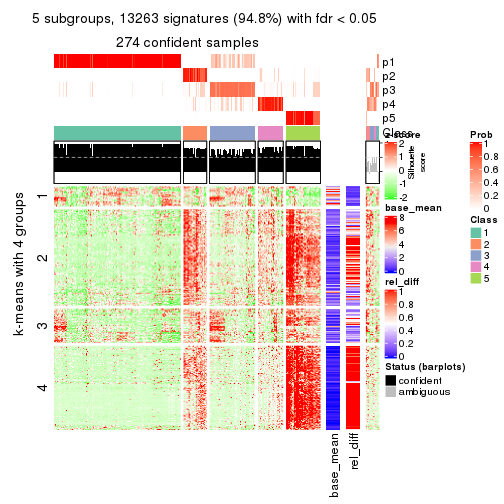 5 subgroups, 13263 signatures (94.8%) with fdr < 0.05
274 confident samples
p1
p2
p3
p4
p5
Class
Silhouette
score
k-means with 4 groups
1
2
3
4
base_mean
rel_diff
z-score
2
1
0
-1
-2
base_mean
8
6
4
2
0
rel_diff
1
0.8
0.6
0.4
0.2
0
Status (barplots)
confident
ambiguous
Prob
1
0.8
0.6
0.4
0.2
0
Class
1
2
3
4
5